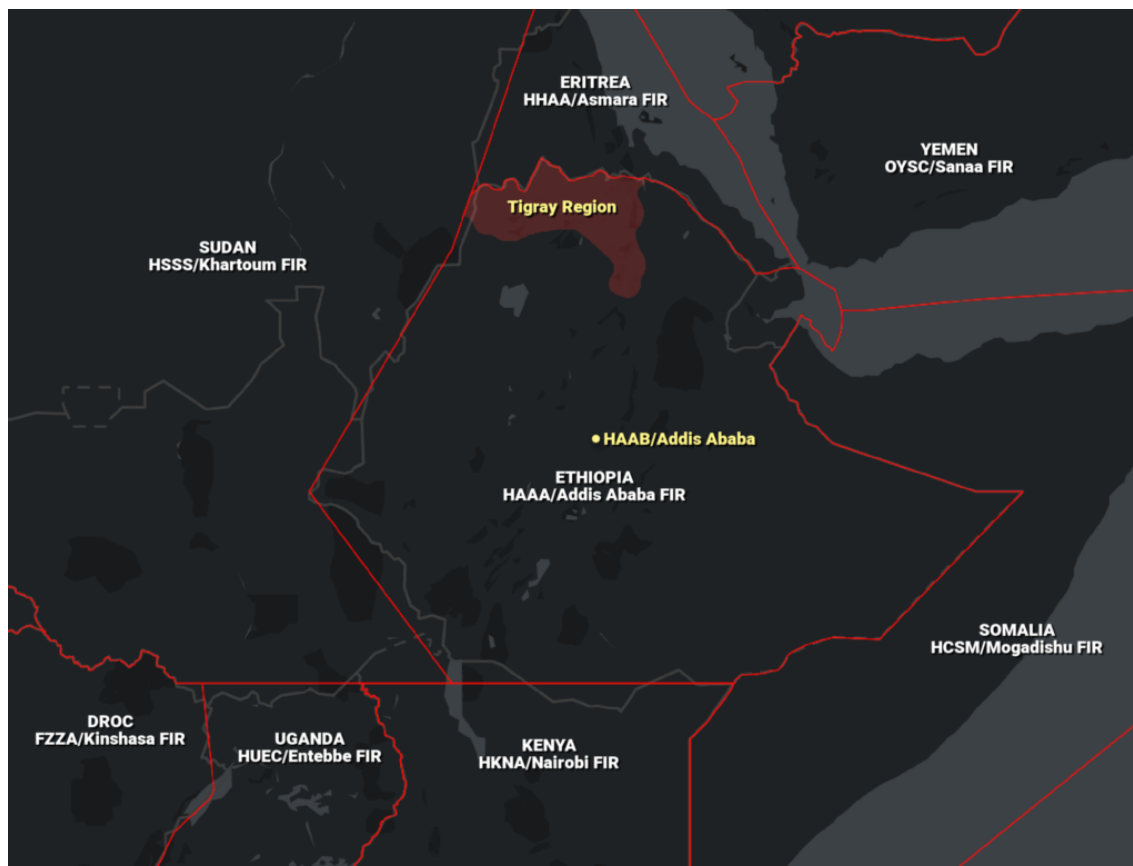 ERITREA
HHAA/Asmara FIR
YEMEN
OYSC/Sanaa FIR
Tigray Region
SUDAN
HSSS/Khartoum FIR
HAAB/Addis Ababa
ETHIOPIA
HAAA/Addis Ababa FIR
SOMALIA
HCSM/Mogadishu FIR
DROC
FZZA/Kinshasa FIR
UGANDA
HUEC/Entebbe FIR
KENYA
HKNA/Nairobi FIR